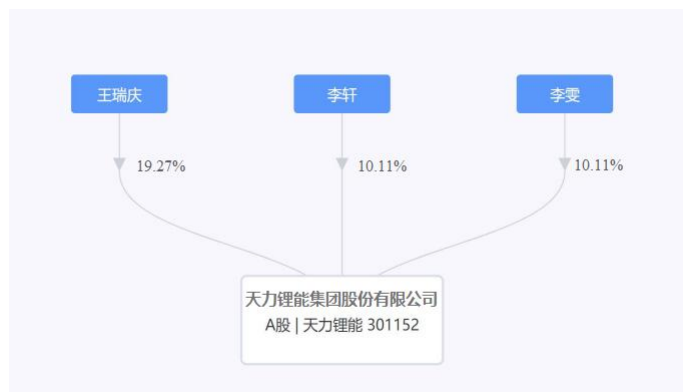 王瑞庆
李轩
李雯
19.27%
10.11%
10.11%
天力锂能集团股份有限公司
A股 | 天力锂能 301152